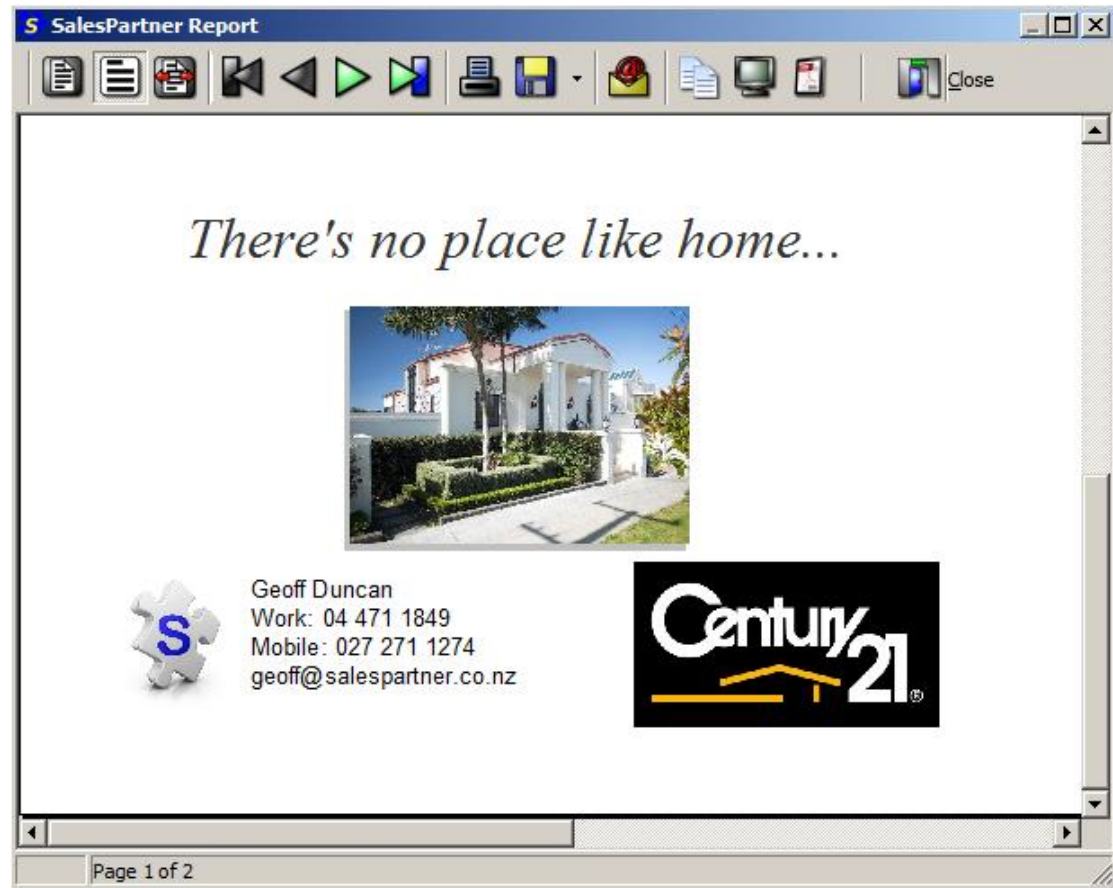 S SalesPartner Report
Close
There's no place like home...
S
Geoff Duncan
Work: 04 471 1849
Mobile: 027 271 1274
geoff@salespartner.co.nz
Century 21®
Page 1 of 2